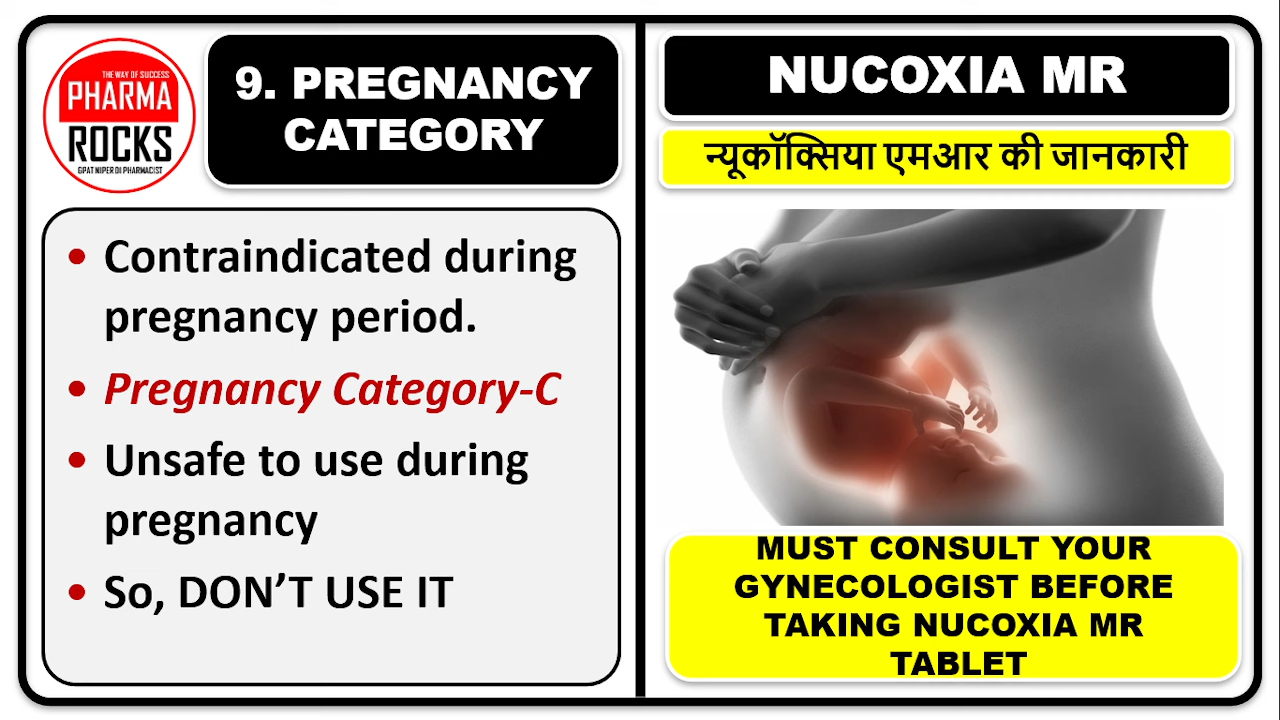 THE WAY OF SUCCESS
PHARMA
ROCKS
GPAT NIPER DI PHARMACIST
9. PREGNANCY
CATEGORY
• Contraindicated during
pregnancy period.
• Pregnancy Category-C
• Unsafe to use during
pregnancy
• So, DON’T USE IT
NUCOXIA MR
न्यूकॉक्सिया एमआर की जानकारी
MUST CONSULT YOUR
GYNECOLOGIST BEFORE
TAKING NUCOXIA MR
TABLET